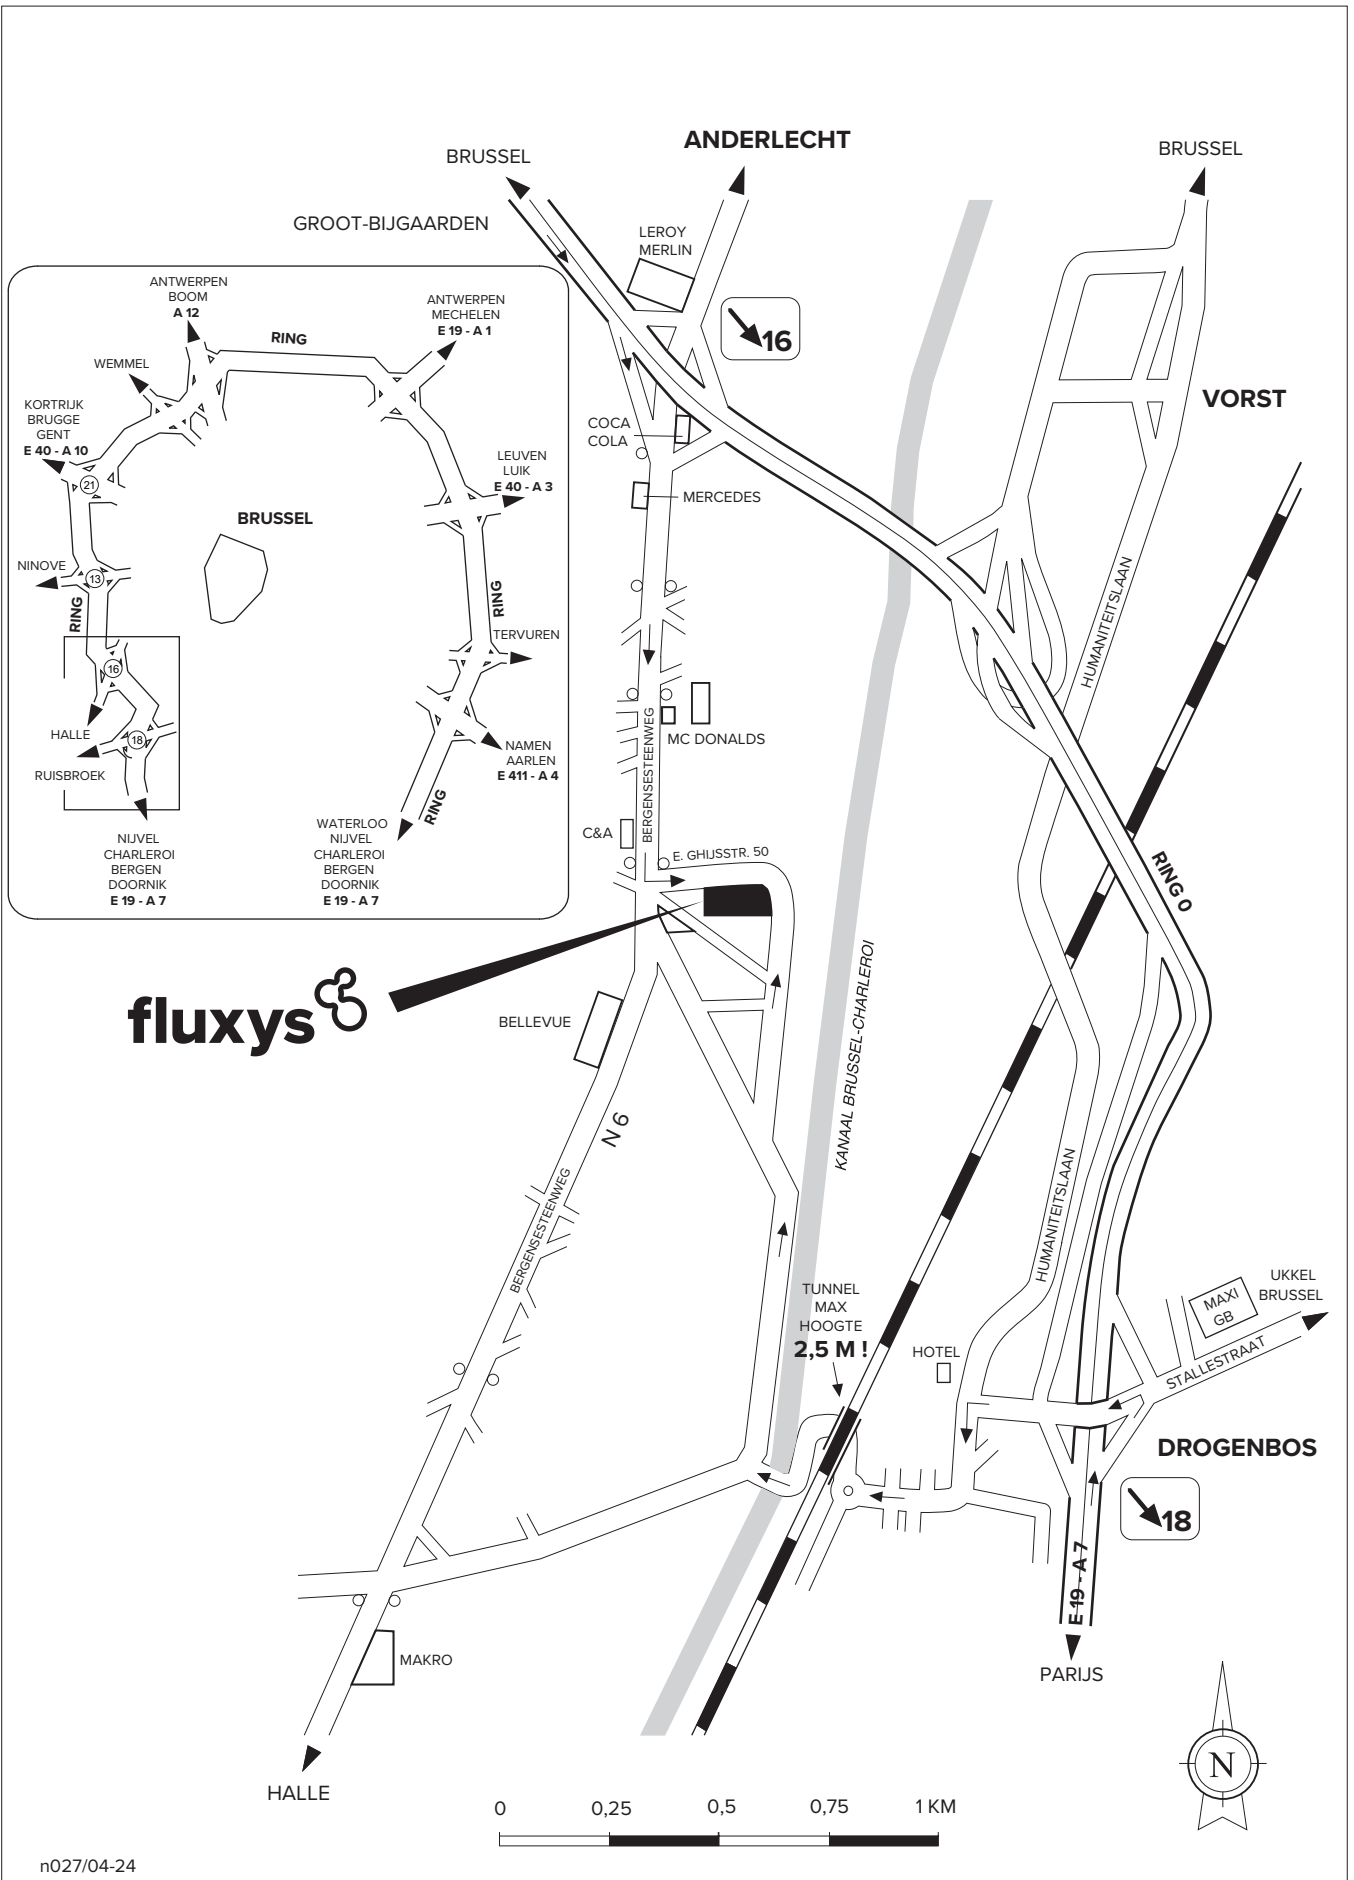 BRUSSEL
ANDERLECHT
BRUSSEL
GROOT-BIJGAARDEN
LEROY
MERLIN
16
VORST
COCA
COLA
MERCEDES
HUMANITEITSLAAN
MC DONALDS
BERGENSESTEENWEG
C&A
E. GHIJSSTR. 50
RING 0
fluxys
BELLEVUE
KANAAL BRUSSEL-CHARLEROI
N 6
BERGENSESTEENWEG
HUMANITEITSLAAN
TUNNEL
MAX
HOOGTE
2,5 M !
HOTEL
MAXI
GB
UKKEL
BRUSSEL
STALLESTRAAT
DROGENBOS
18
E 19 - A 7
PARIJS
MAKRO
HALLE
N
0 0,25 0,5 0,75 1 KM
n027/04-24
ANTWERPEN
BOOM
A 12
RING
ANTWERPEN
MECHELEN
E 19 - A 1
WEMMEL
KORTRIJK
BRUGGE
GENT
E 40 - A 10
21
LEUVEN
LUIK
E 40 - A 3
BRUSSEL
NINOVE
13
RING
RING
TERVUREN
16
HALLE
18
RUISBROEK
NAMEN
AARLEN
E 411 - A 4
RING
NIJVEL
CHARLEROI
BERGEN
DOORNIK
E 19 - A 7
WATERLOO
NIJVEL
CHARLEROI
BERGEN
DOORNIK
E 19 - A 7